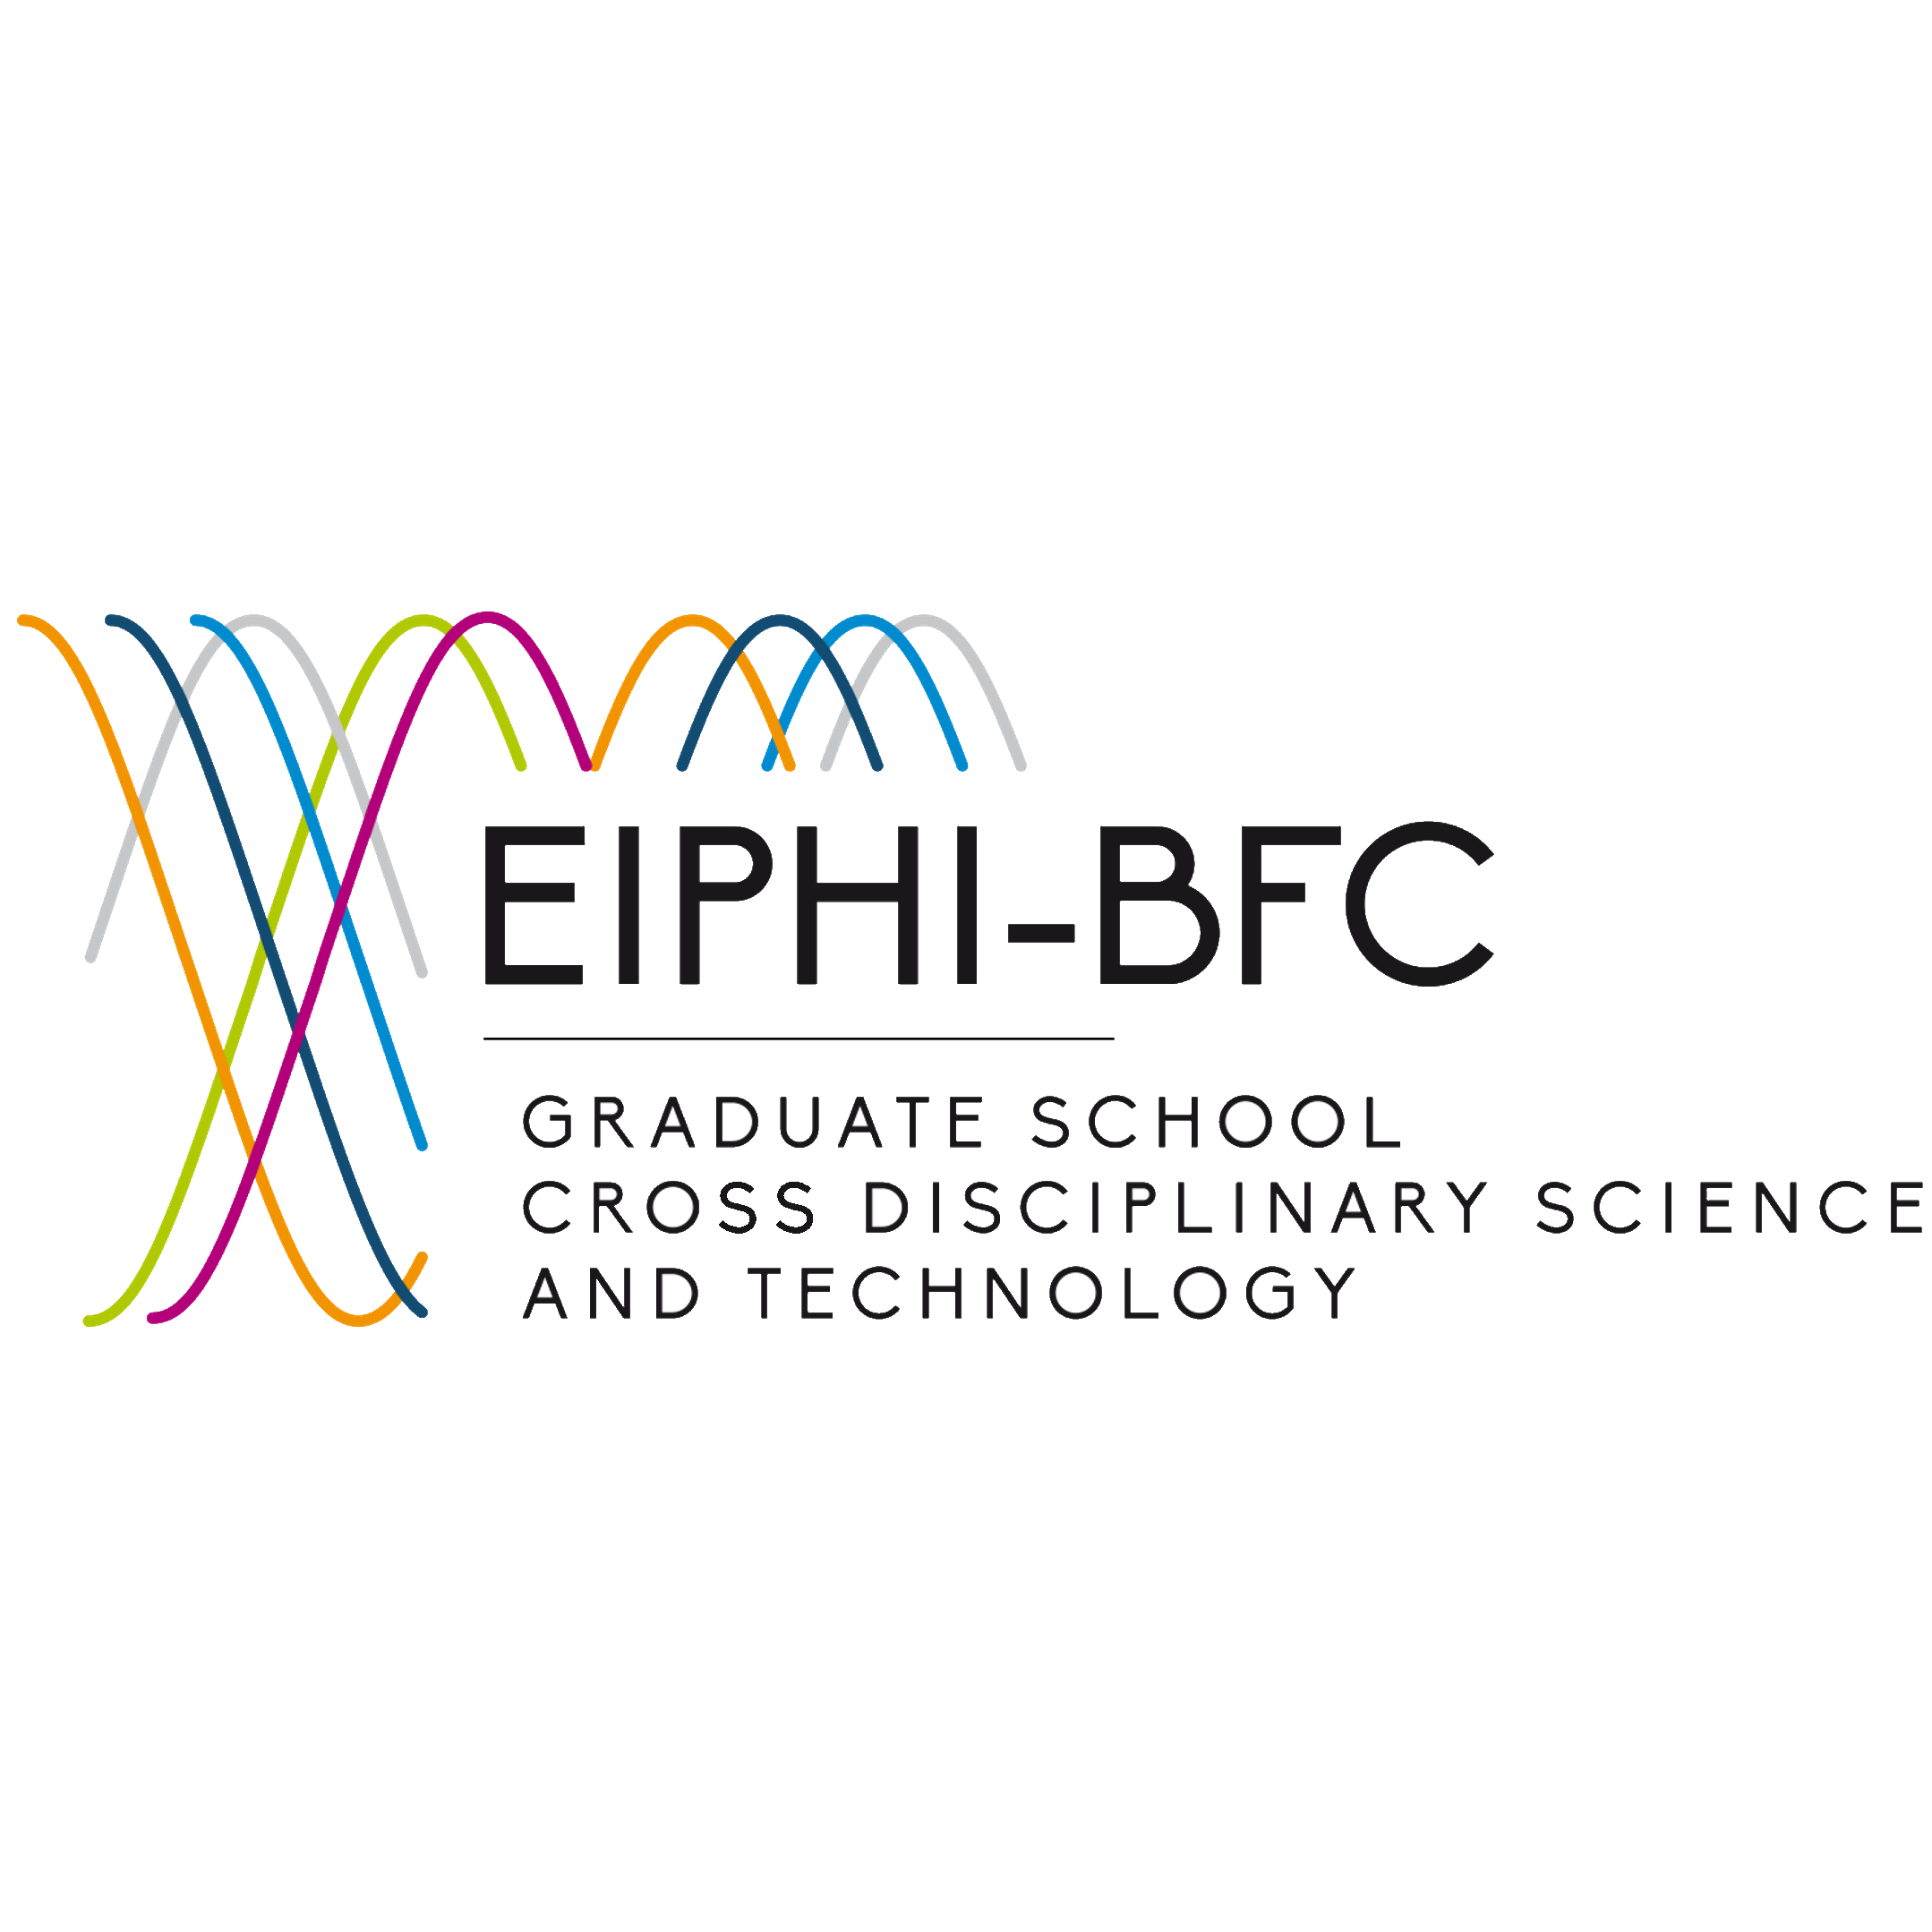 EIPHI-BFC
GRADUATE SCHOOL
CROSS DISCIPLINARY SCIENCE
AND TECHNOLOGY